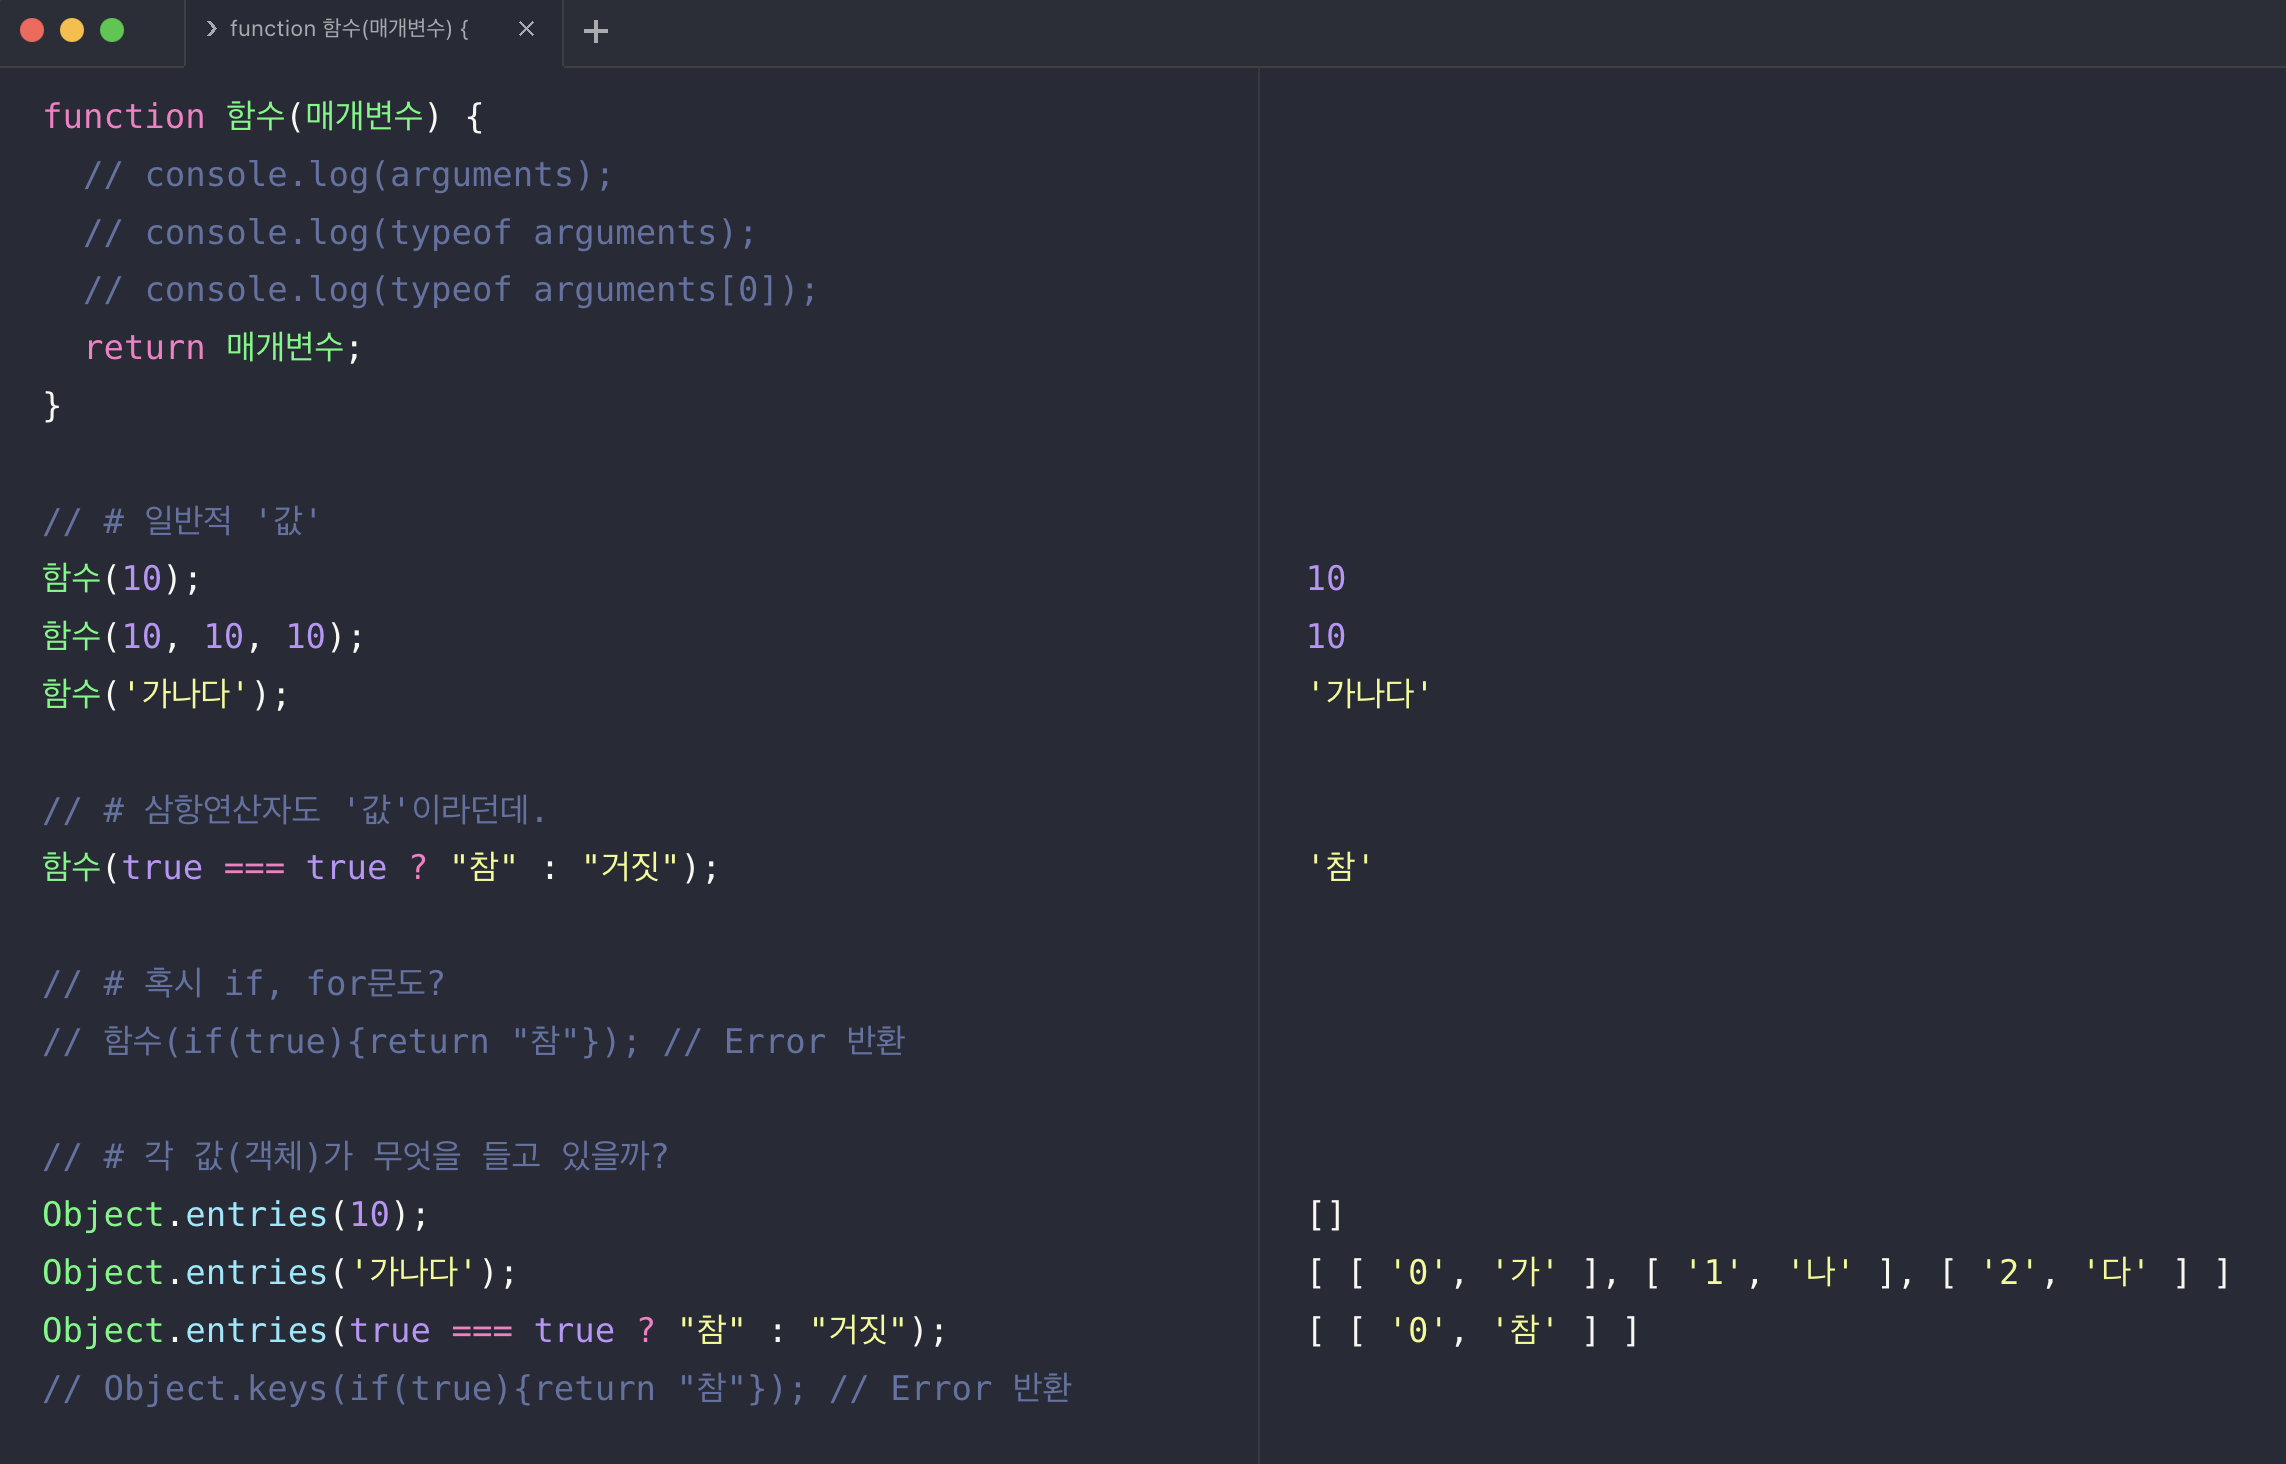 function 함수(매개변수) {
function 함수(매개변수) {
  // console.log(arguments);
  // console.log(typeof arguments);
  // console.log(typeof arguments[0]);
  return 매개변수;
}
// # 일반적 '값'
함수(10);
10
함수(10, 10, 10);
10
함수('가나다');
'가나다'
// # 삼항연산자도 '값'이라던데.
함수(true === true ? "참" : "거짓");
'참'
// # 혹시 if, for문도?
// 함수(if(true){return "참"}); // Error 반환
// # 각 값(객체)가 무엇을 들고 있을까?
Object.entries(10);
[]
Object.entries('가나다');
[ [ '0', '가' ], [ '1', '나' ], [ '2', '다' ] ]
Object.entries(true === true ? "참" : "거짓");
[ [ '0', '참' ] ]
// Object.keys(if(true){return "참"}); // Error 반환